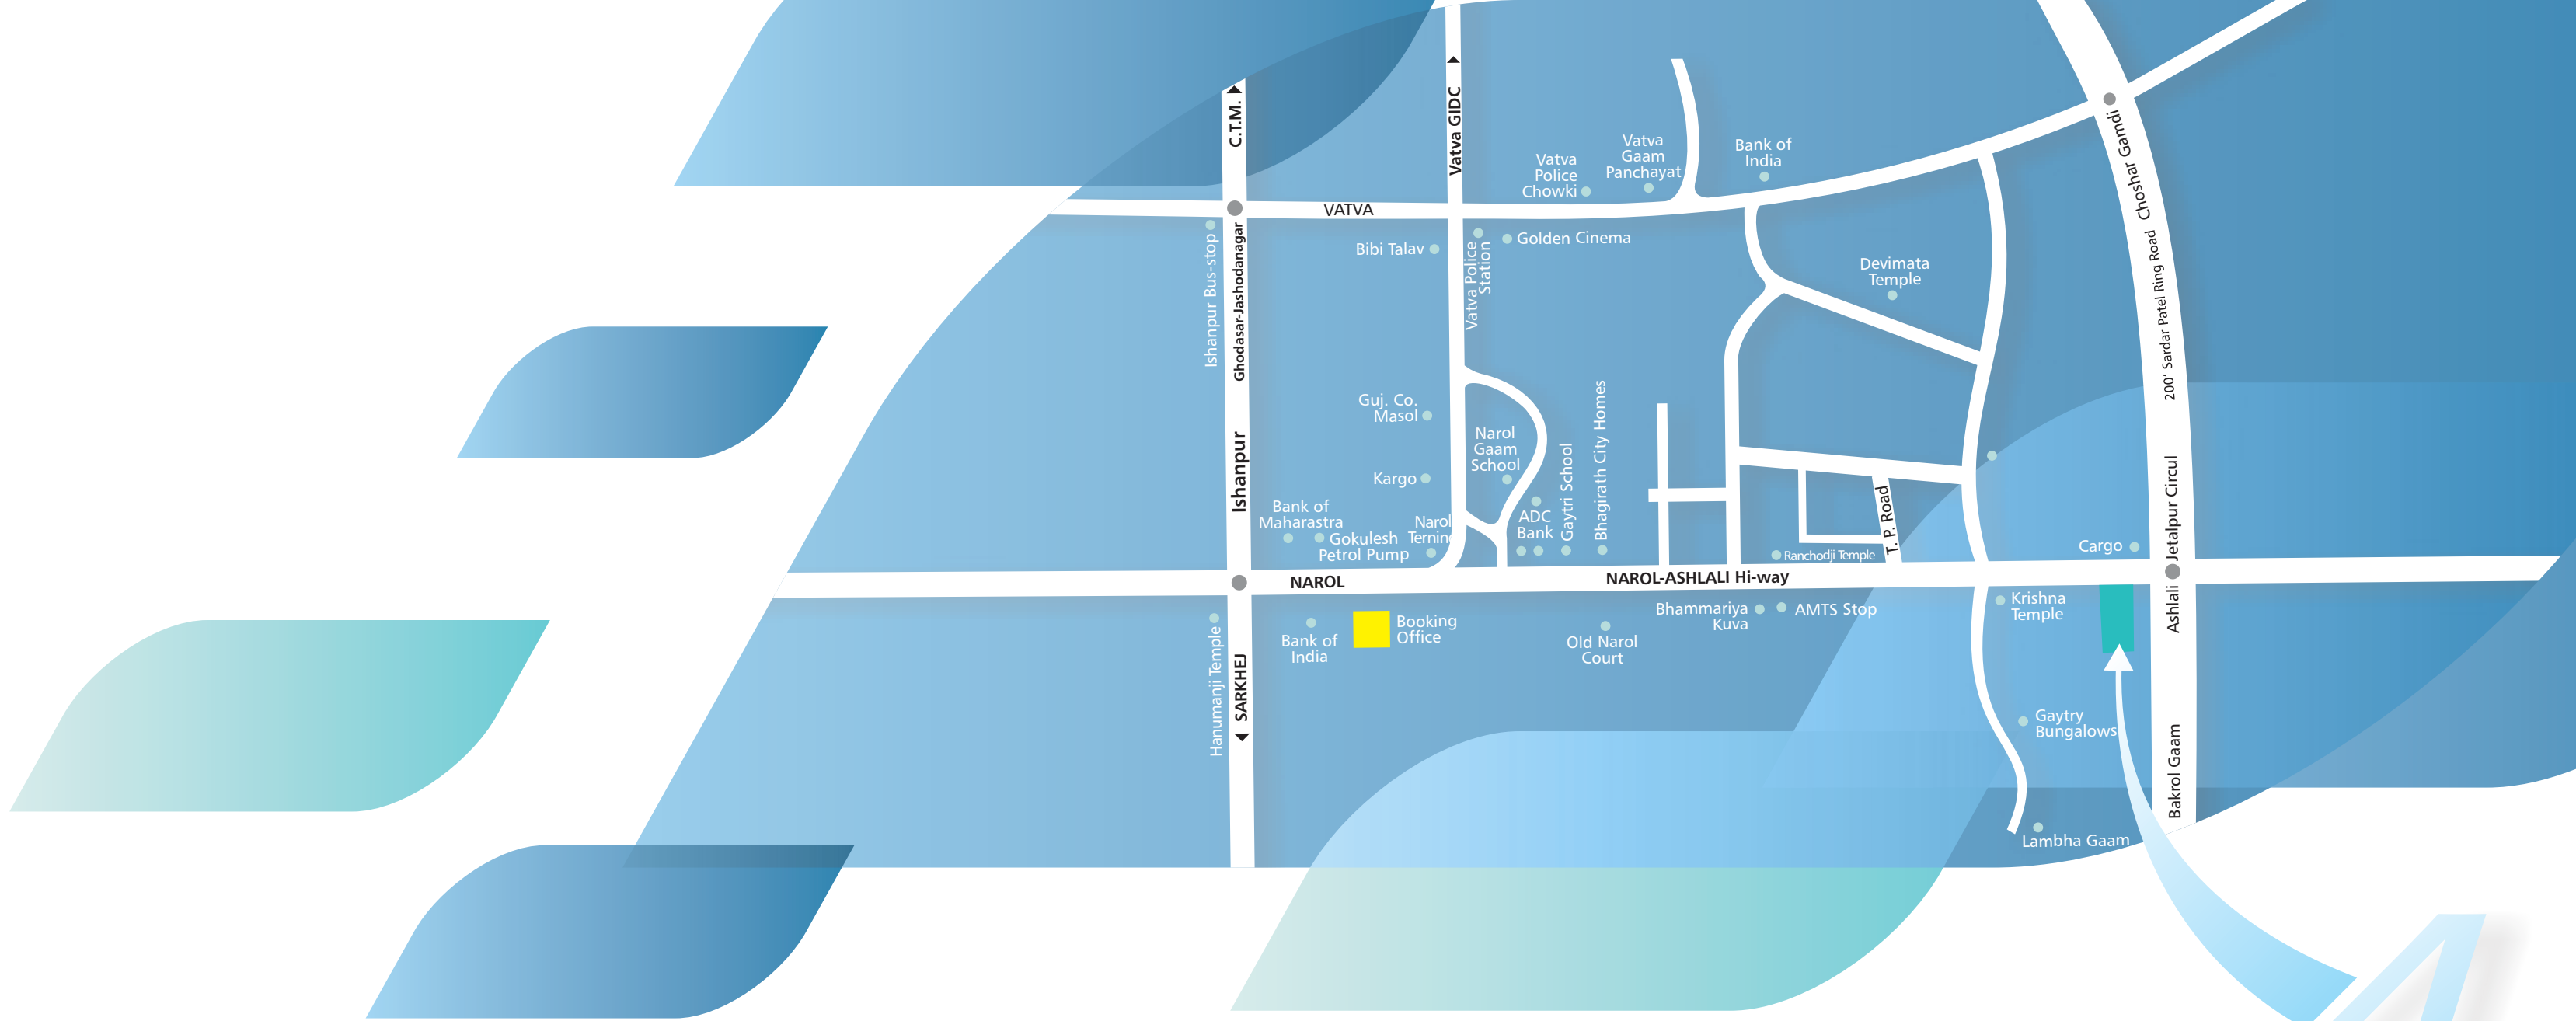 C.T.M.
Vatva GIDC
Vatva
Police
Chowki
Vatva
Gaam
Panchayat
Bank of
India
Choshar Gamdi
VATVA
Ishanpur Bus-stop
Ghodasar-Jashodanagar
Bibi Talav
Vatva Police
Station
Golden Cinema
Devimata
Temple
200' Sardar Patel Ring Road
Ishanpur
Guj. Co.
Masol
Kargo
Narol
Gaam
School
Bank of
Maharastra
Gokulesh
Petrol Pump
Narol
Terning
ADC
Bank
Gaytri School
Bhagirath City Homes
T. P. Road
Ranchodji Temple
Cargo
Jetalpur Circul
Ashlali
NAROL
NAROL-ASHLALI Hi-way
Hanumanji Temple
SARKHEJ
Bank of
India
Booking
Office
Old Narol
Court
Bhammariya
Kuva
AMTS Stop
Krishna
Temple
Gaytry
Bungalows
Bakrol Gaam
Lambha Gaam